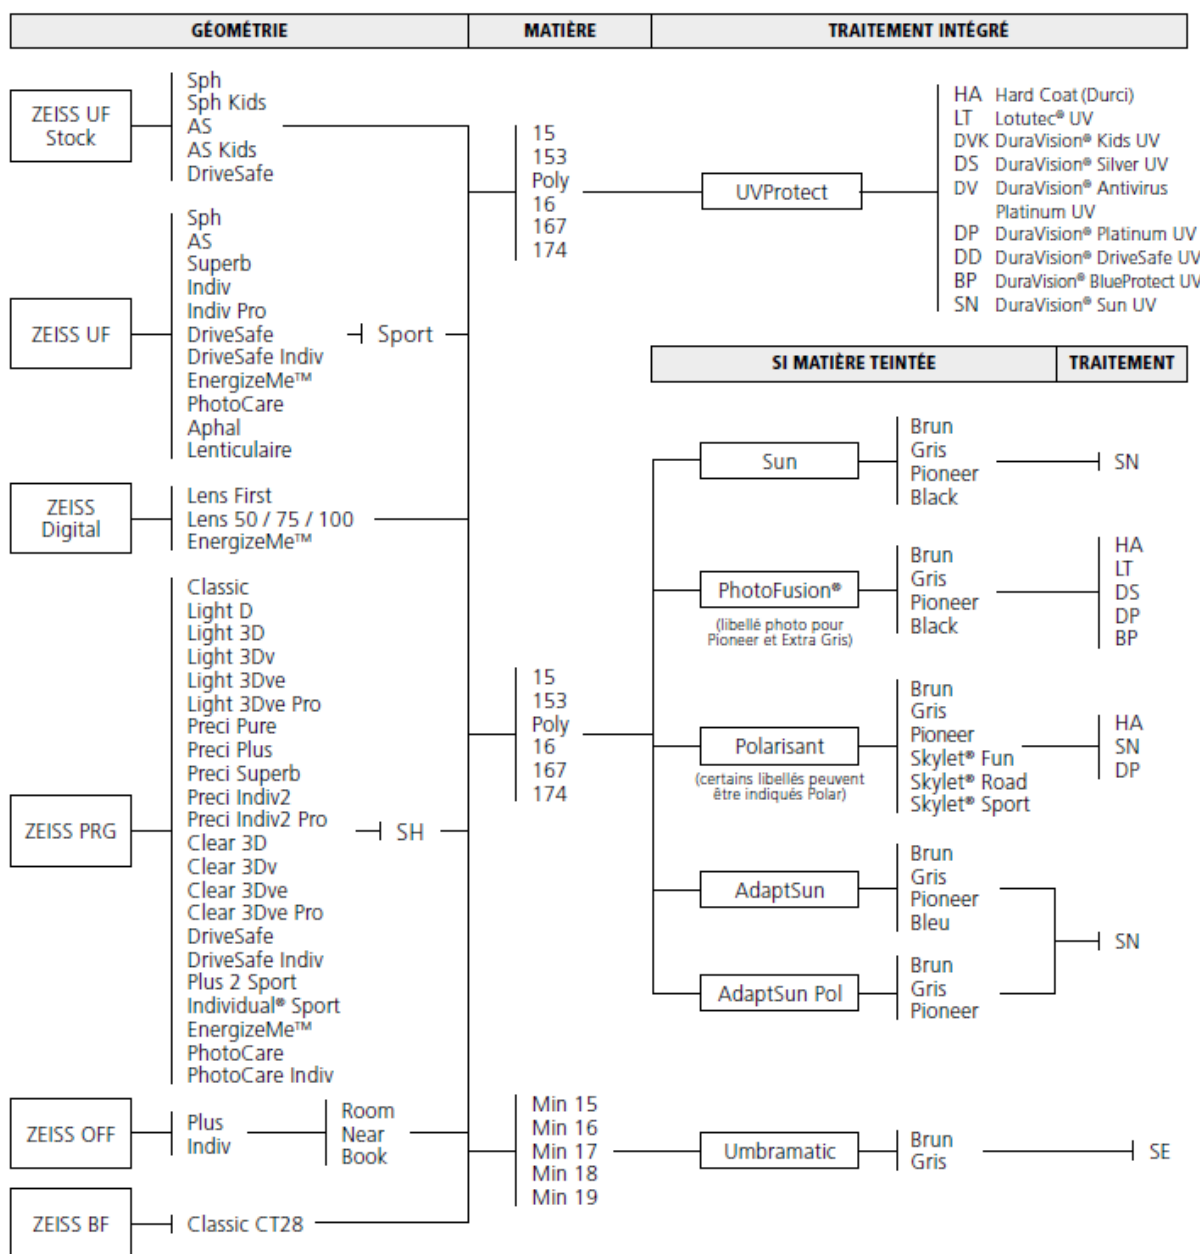 GÉOMÉTRIE
MATIÈRE
TRAITEMENT INTÉGRÉ
ZEISS UF
Stock
Sph
Sph Kids
AS
AS Kids
DriveSafe
15
153
Poly
16
167
174
UVProtect
HA Hard Coat (Durci)
LT Lotutec® UV
DVK DuraVision® Kids UV
DS DuraVision® Silver UV
DV DuraVision® Antivirus
Platinum UV
DP DuraVision® Platinum UV
DD DuraVision® DriveSafe UV
BP DuraVision® BlueProtect UV
SN DuraVision® Sun UV
ZEISS UF
Sph
AS
Superb
Indiv
Indiv Pro
DriveSafe
DriveSafe Indiv
EnergizeMe™
PhotoCare
Aphal
Lenticulaire
Sport
SI MATIÈRE TEINTÉE
TRAITEMENT
ZEISS
Digital
Lens First
Lens 50 / 75 / 100
EnergizeMe™
Sun
Brun
Gris
Pioneer
Black
SN
PhotoFusion®
(libellé photo pour
Pioneer et Extra Gris)
Brun
Gris
Pioneer
Black
HA
LT
DS
DP
BP
ZEISS PRG
Classic
Light D
Light 3D
Light 3Dv
Light 3Dve
Light 3Dve Pro
Preci Pure
Preci Plus
Preci Superb
Preci Indiv2
Preci Indiv2 Pro
Clear 3D
Clear 3Dv
Clear 3Dve
Clear 3Dve Pro
DriveSafe
DriveSafe Indiv
Plus 2 Sport
Individual® Sport
EnergizeMe™
PhotoCare
PhotoCare Indiv
SH
15
153
Poly
16
167
174
Polarisant
(certains libellés peuvent
être indiqués Polar)
Brun
Gris
Pioneer
Skylet® Fun
Skylet® Road
Skylet® Sport
HA
SN
DP
AdaptSun
Brun
Gris
Pioneer
Bleu
AdaptSun Pol
Brun
Gris
Pioneer
SN
ZEISS OFF
Plus
Indiv
Room
Near
Book
Min 15
Min 16
Min 17
Min 18
Min 19
Umbramatic
Brun
Gris
SE
ZEISS BF
Classic CT28